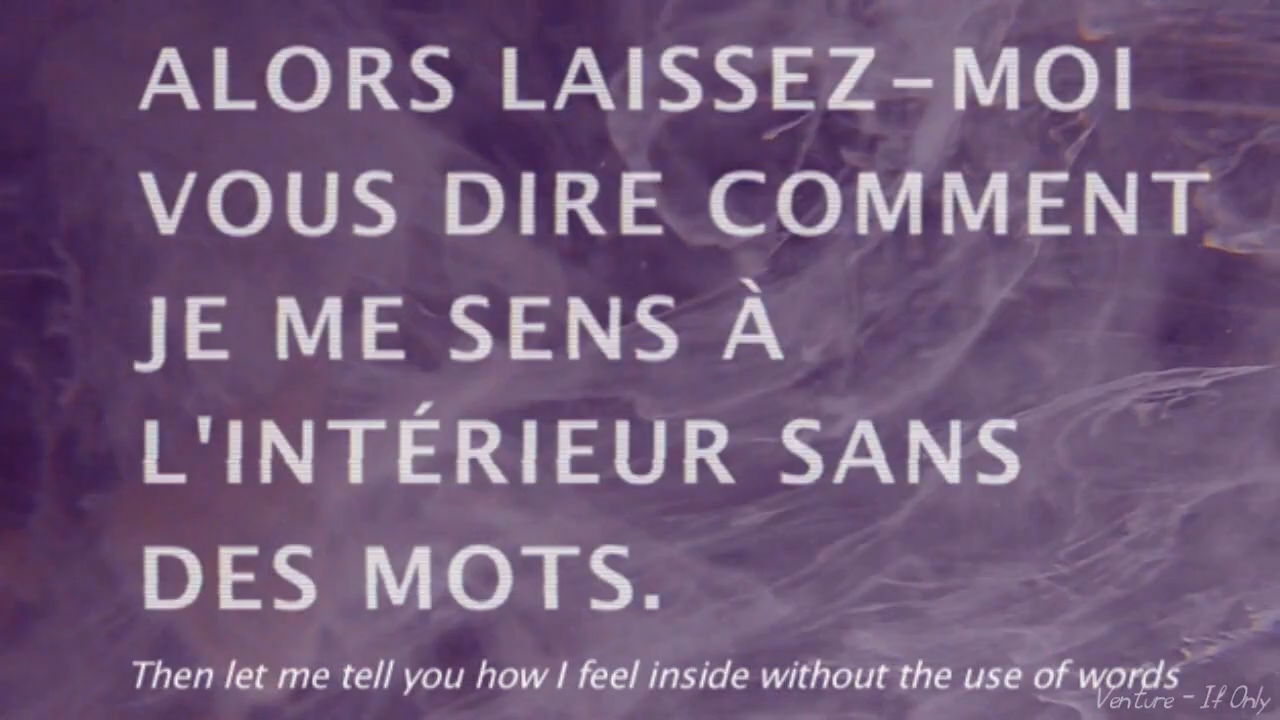 ALORS LAISSEZ-MOI
VOUS DIRE COMMENT
JE ME SENS À
L'INTÉRIEUR SANS
DES MOTS.
Then let me tell you how I feel inside without the use of words
Venture - If Only